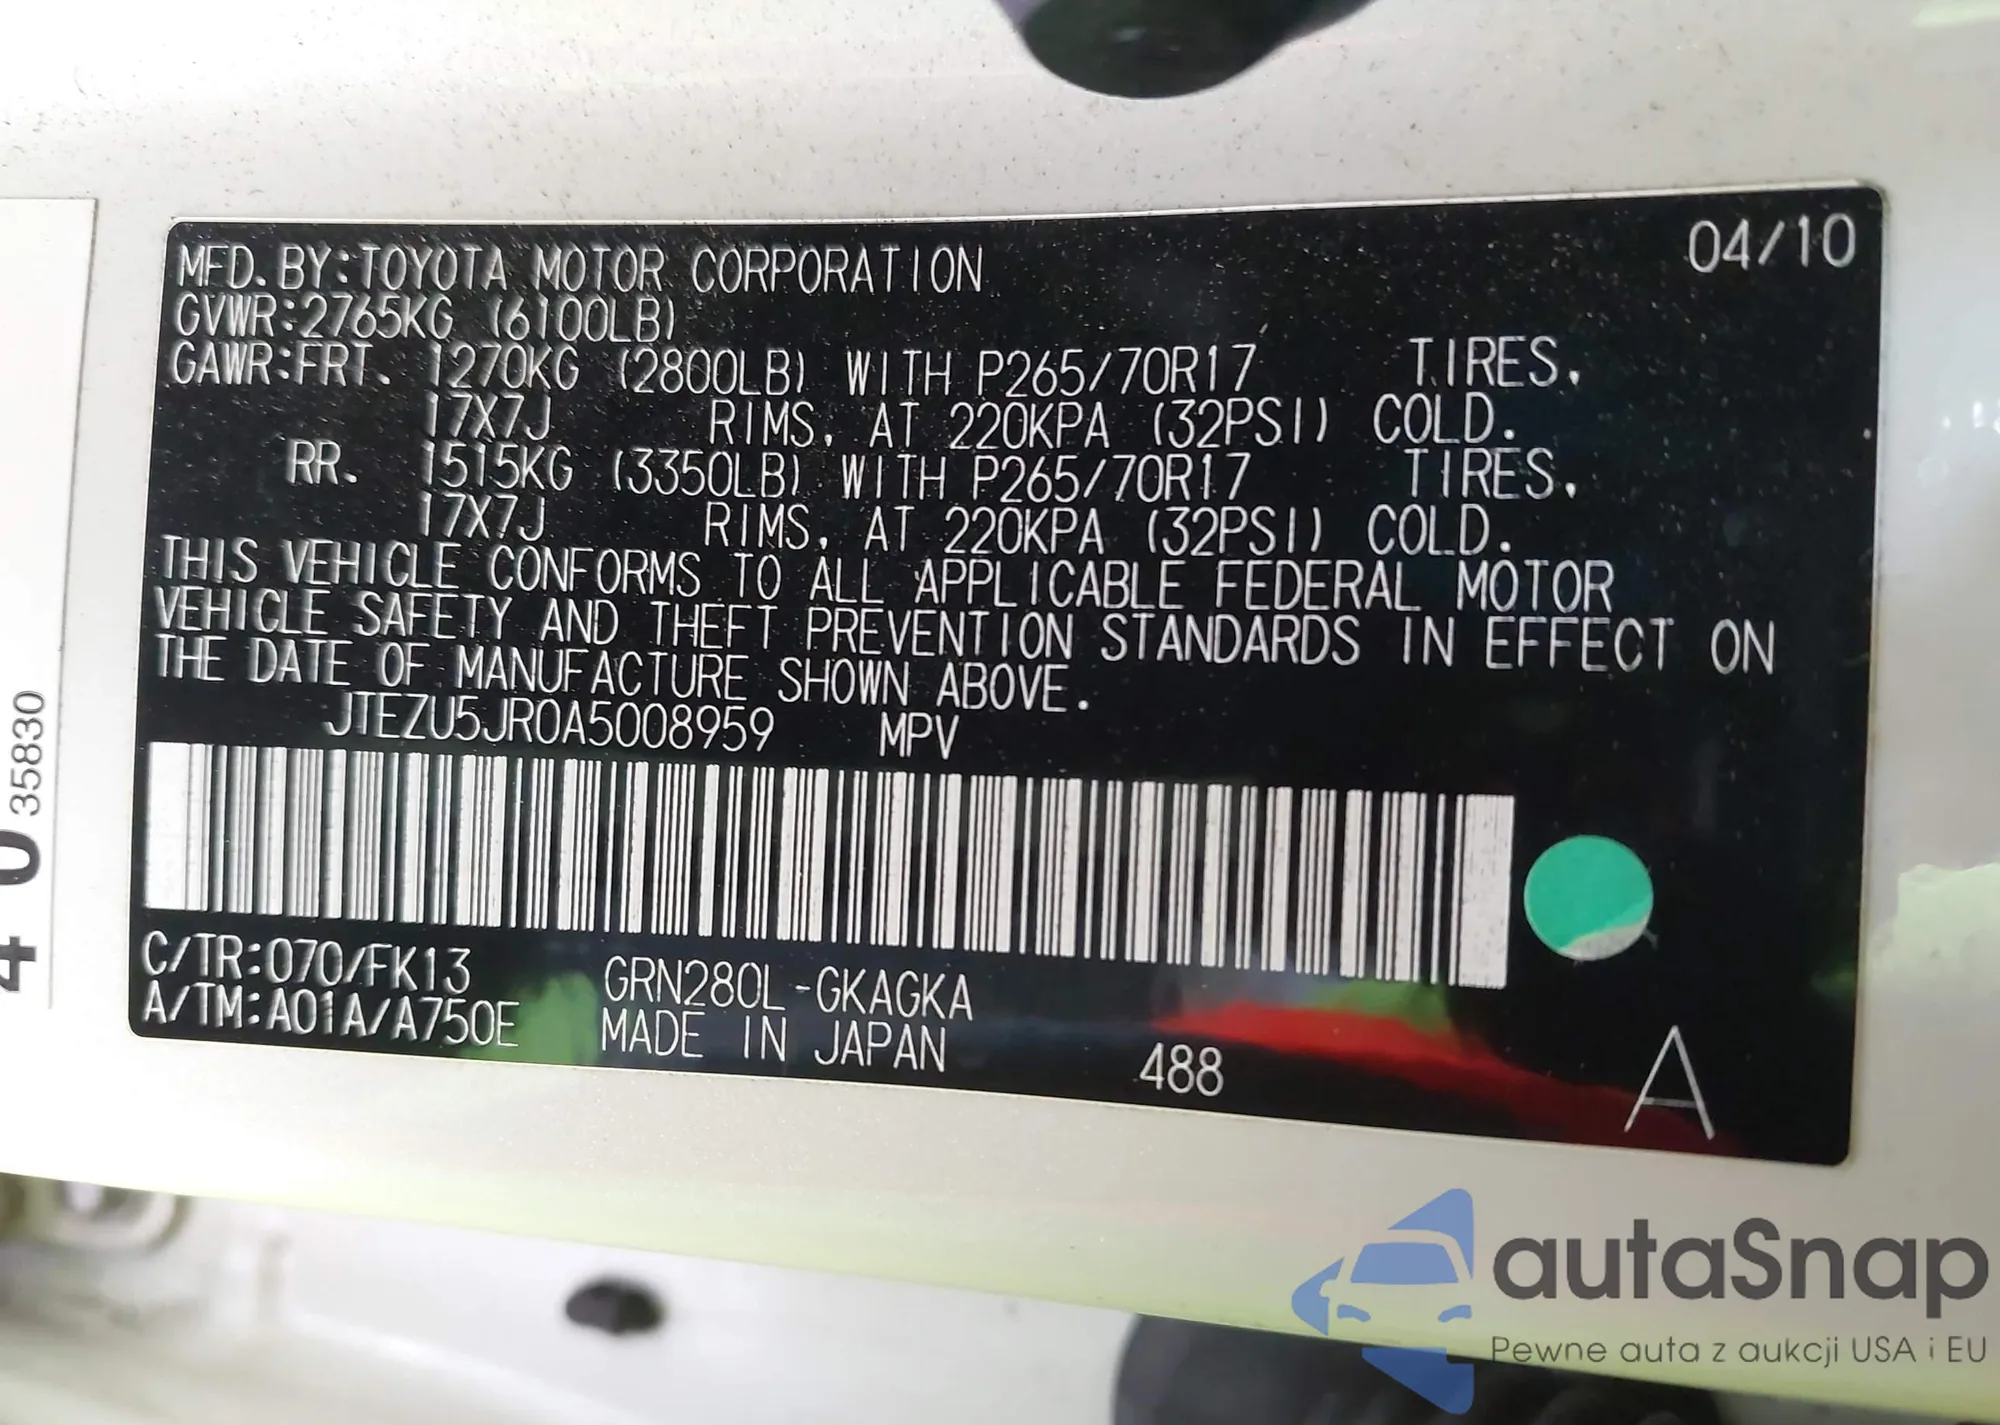 04/10
MFD. BY:TOYOTA MOTOR CORPORATION
GVWR:2765KG (6100LB)
GAWR:FRT. 1270KG (2800LB) WITH P265/70R17 TIRES,
17X7J RIMS, AT 220KPA (32PSI) COLD.
RR. 1515KG (3350LB) WITH P265/70R17 TIRES,
17X7J RIMS, AT 220KPA (32PSI) COLD.
THIS VEHICLE CONFORMS TO ALL APPLICABLE FEDERAL MOTOR
VEHICLE SAFETY AND THEFT PREVENTION STANDARDS IN EFFECT ON
THE DATE OF MANUFACTURE SHOWN ABOVE.
JTEZU5JR0A5008959 MPV
C/TR:070/FK13 GRN280L-GKAGKA
A/TM:A01A/A750E MADE IN JAPAN 488 A
35830
4 0
autaSnap
Pewne auta z aukcji USA i EU